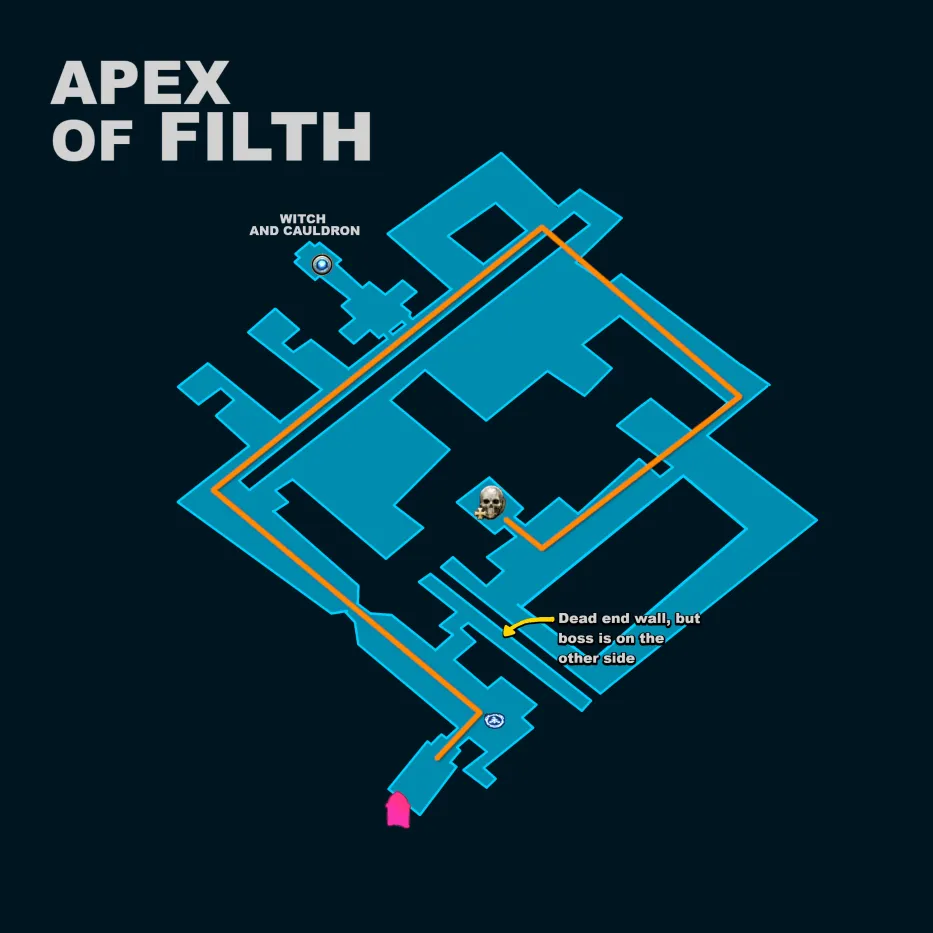 APEX
OF FILTH
WITCH
AND CAULDRON
Dead end wall, but
boss is on the
other side